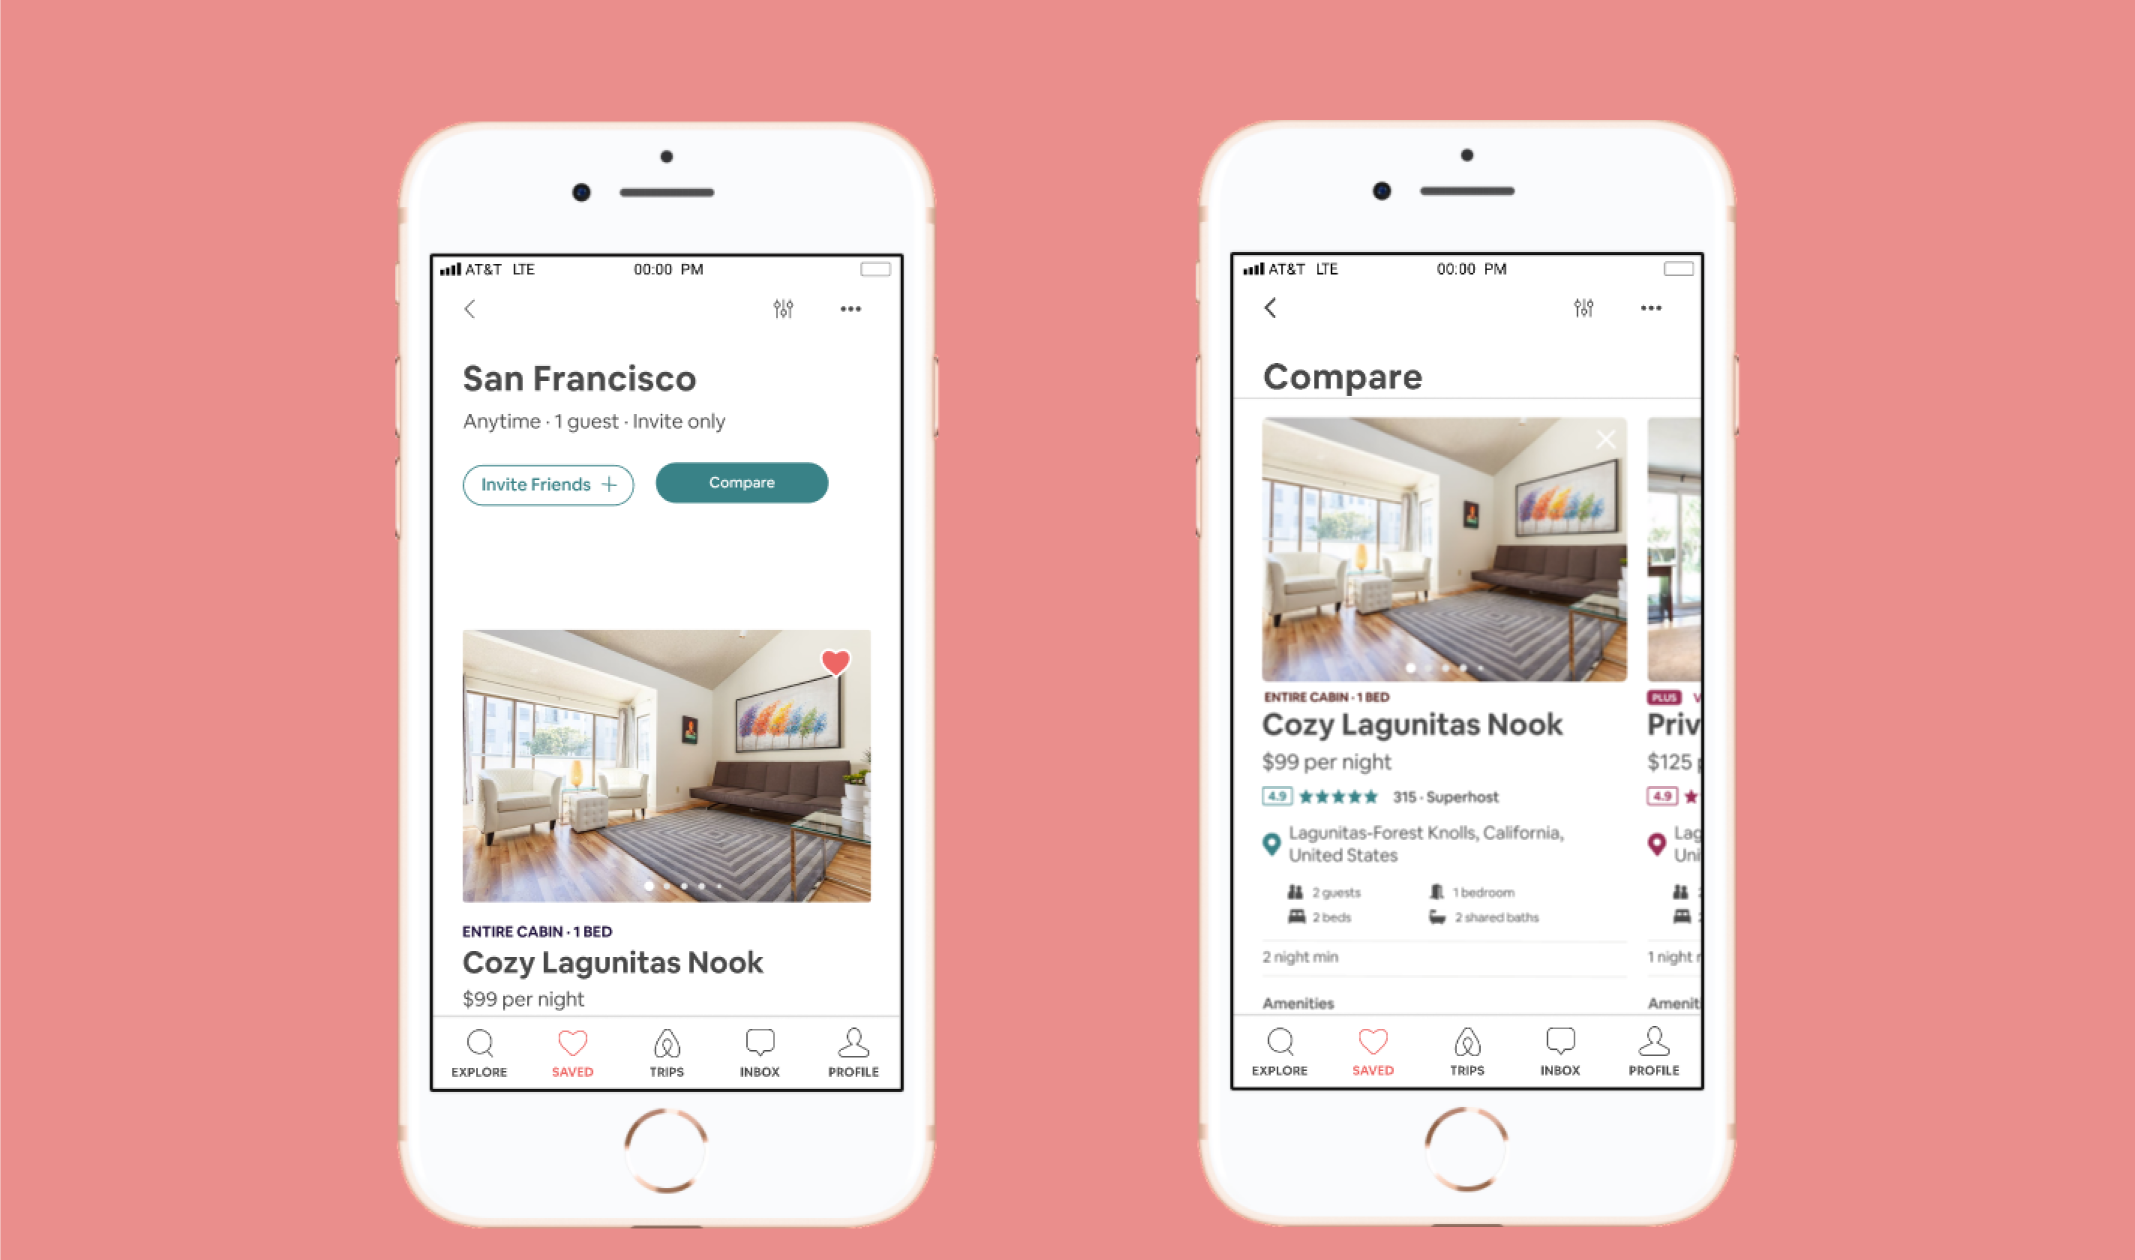 AT&T LTE 00:00 PM
San Francisco
Anytime · 1 guest · Invite only
Invite Friends +
Compare
ENTIRE CABIN · 1 BED
Cozy Lagunitas Nook
$99 per night
EXPLORE SAVED TRIPS INBOX PROFILE
AT&T LTE 00:00 PM
Compare
ENTIRE CABIN · 1 BED
Cozy Lagunitas Nook
$99 per night
4.9 315 · Superhost
Lagunitas-Forest Knolls, California,
United States
2 guests 1 bedroom
2 beds 2 shared baths
2 night min
Amenities
PLUS V
Priv
$125 p
4.9
Lag
Uni
1 night
Amenit
EXPLORE SAVED TRIPS INBOX PROFILE